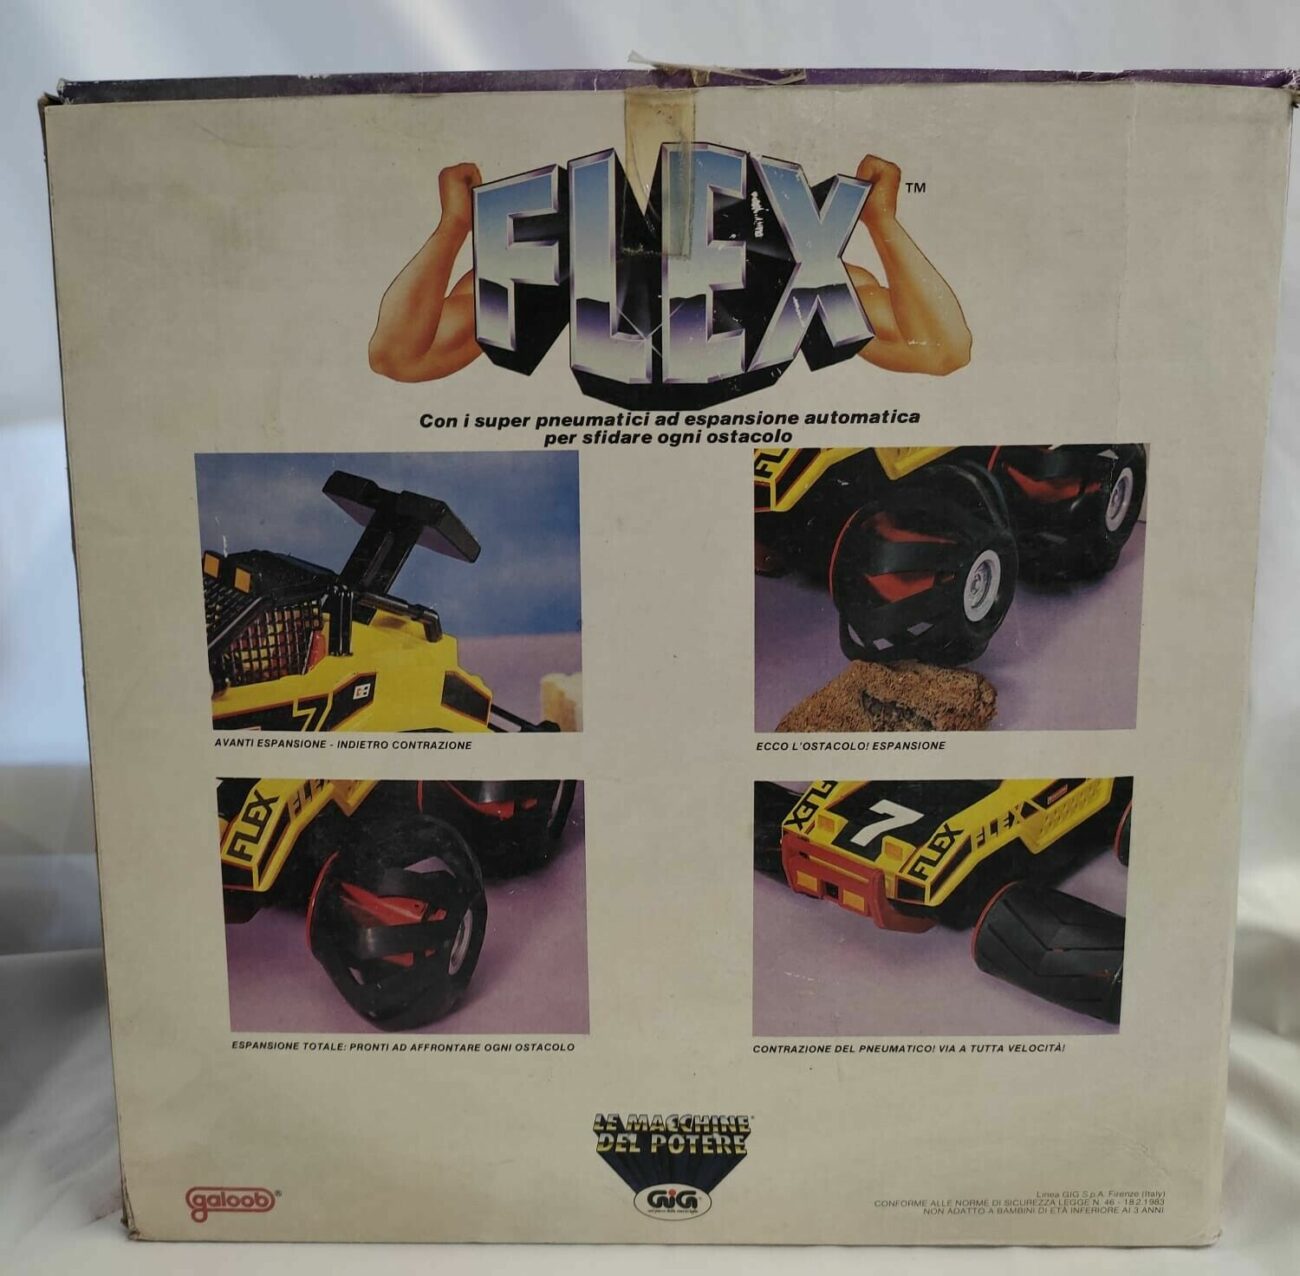 FLEX™
Con i super pneumatici ad espansione automatica
per sfidare ogni ostacolo
7
AVANTI ESPANSIONE - INDIETRO CONTRAZIONE
FL
ECCO L'OSTACOLO! ESPANSIONE
FLEX
FLEX
ESPANSIONE TOTALE: PRONTI AD AFFRONTARE OGNI OSTACOLO
FLEX
7
FLEX
FLEX
CONTRAZIONE DEL PNEUMATICO! VIA A TUTTA VELOCITÀ!
LE MACCHINE
DEL POTERE
GiG
galoob®
Linea GIG S.p.A. Firenze (Italy)
CONFORME ALLE NORME DI SICUREZZA LEGGE N. 46 - 18.2.1983
NON ADATTO A BAMBINI DI ETÀ INFERIORE AI 3 ANNI